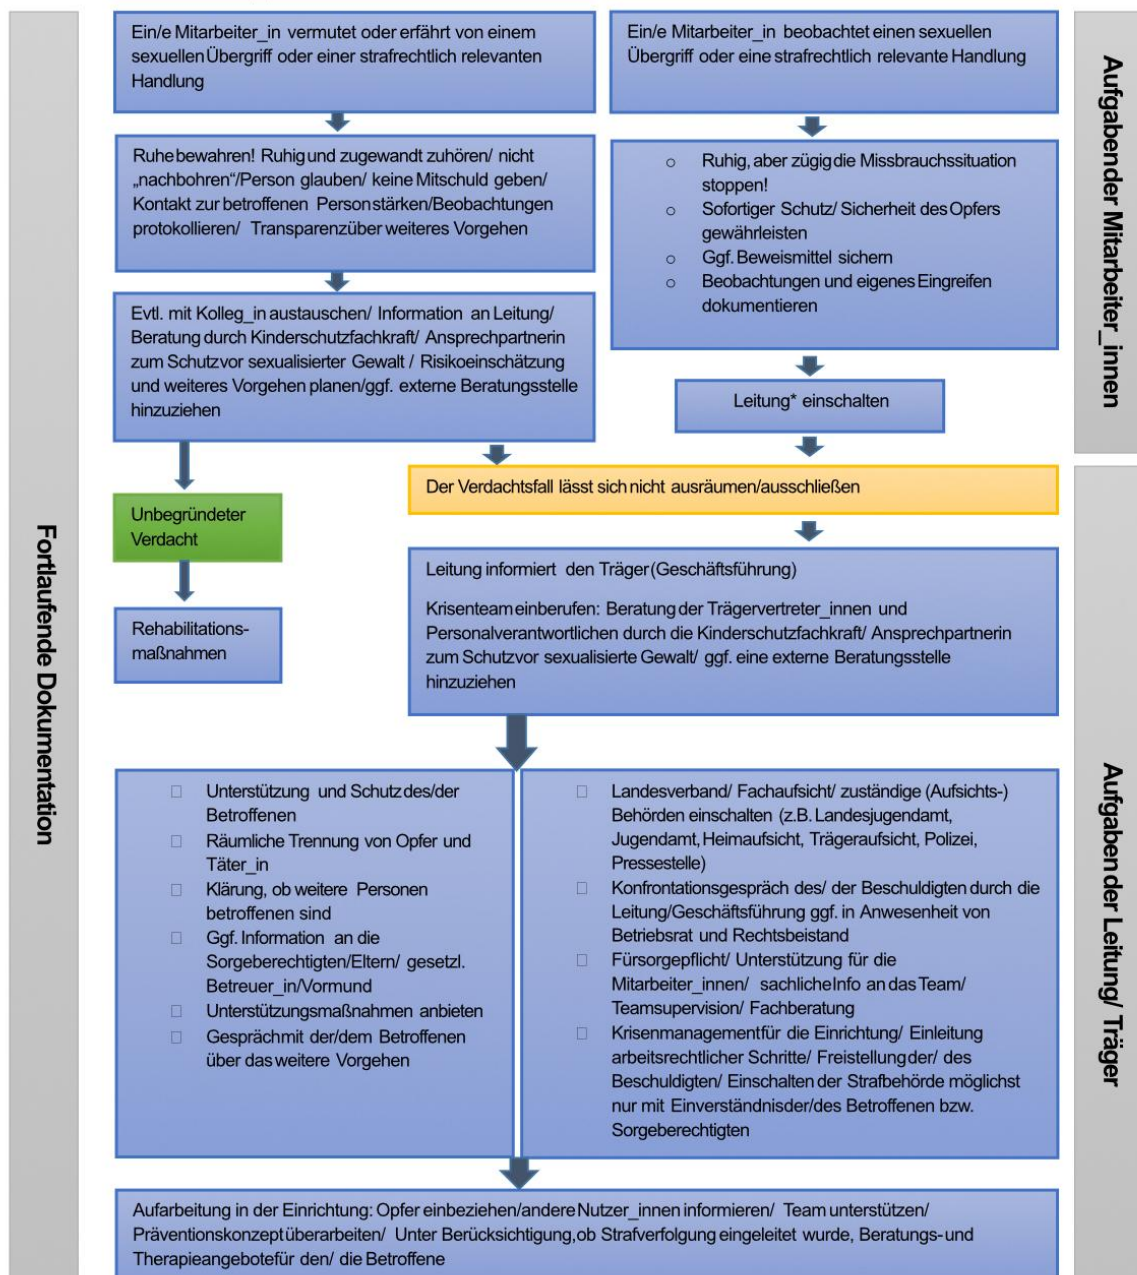 Ein/e Mitarbeiter_in vermutet oder erfährt von einem
sexuellen Übergriff oder einer strafrechtlich relevanten
Handlung
Ein/e Mitarbeiter_in beobachtet einen sexuellen
Übergriff oder eine strafrechtlich relevante Handlung
Ruhe bewahren! Ruhig und zugewandt zuhören/ nicht
„nachbohren“/Person glauben/ keine Mitschuld geben/
Kontakt zur betroffenen Person stärken/Beobachtungen
protokollieren/ Transparenz über weiteres Vorgehen
o Ruhig, aber zügig die Missbrauchssituation
stoppen!
o Sofortiger Schutz/ Sicherheit des Opfers
gewährleisten
o Ggf. Beweismittel sichern
o Beobachtungen und eigenes Eingreifen
dokumentieren
Evtl. mit Kolleg_in austauschen/ Information an Leitung/
Beratung durch Kinderschutzfachkraft/ Ansprechpartnerin
zum Schutz vor sexualisierter Gewalt / Risikoeinschätzung
und weiteres Vorgehen planen/ggf. externe Beratungsstelle
hinzuziehen
Leitung* einschalten
Der Verdachtsfall lässt sich nicht ausräumen/ausschließen
Unbegründeter
Verdacht
Rehabilitations-
maßnahmen
Leitung informiert den Träger (Geschäftsführung)
Krisenteam einberufen: Beratung der Trägervertreter_innen und
Personalverantwortlichen durch die Kinderschutzfachkraft/ Ansprechpartnerin
zum Schutz vor sexualisierte Gewalt/ ggf. eine externe Beratungsstelle
hinzuziehen
Unterstützung und Schutz des/der
Betroffenen
Räumliche Trennung von Opfer und
Täter_in
Klärung, ob weitere Personen
betroffenen sind
Ggf. Information an die
Sorgeberechtigten/Eltern/ gesetzl.
Betreuer_in/Vormund
Unterstützungsmaßnahmen anbieten
Gespräch mit der/dem Betroffenen
über das weitere Vorgehen
Landesverband/ Fachaufsicht/ zuständige (Aufsichts-)
Behörden einschalten (z.B. Landesjugendamt,
Jugendamt, Heimaufsicht, Trägeraufsicht, Polizei,
Pressestelle)
Konfrontationsgespräch des/ der Beschuldigten durch die
Leitung/Geschäftsführung ggf. in Anwesenheit von
Betriebsrat und Rechtsbeistand
Fürsorgepflicht/ Unterstützung für die
Mitarbeiter_innen/ sachliche Info an das Team/
Teamsupervision/ Fachberatung
Krisenmanagement für die Einrichtung/ Einleitung
arbeitsrechtlicher Schritte/ Freistellung der/ des
Beschuldigten/ Einschalten der Strafbehörde möglichst
nur mit Einverständnis der/des Betroffenen bzw.
Sorgeberechtigten
Aufarbeitung in der Einrichtung: Opfer einbeziehen/andere Nutzer_innen informieren/ Team unterstützen/
Präventionskonzept überarbeiten/ Unter Berücksichtigung, ob Strafverfolgung eingeleitet wurde, Beratungs- und
Therapieangebote für den/ die Betroffene
Fortlaufende Dokumentation
Aufgaben der Mitarbeiter_innen
Aufgaben der Leitung/ Träger